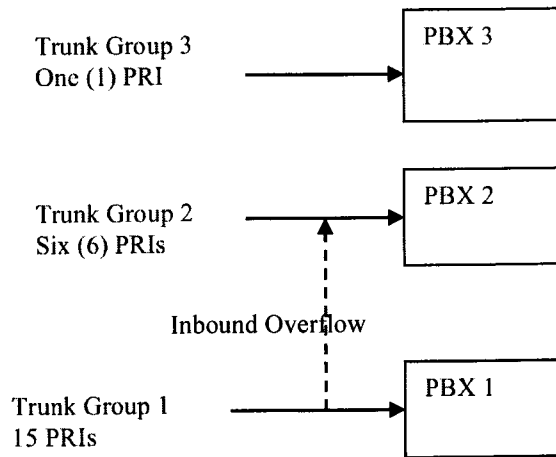 Trunk Group 3
One (1) PRI
PBX 3
Trunk Group 2
Six (6) PRIs
PBX 2
Inbound Overflow
Trunk Group 1
15 PRIs
PBX 1